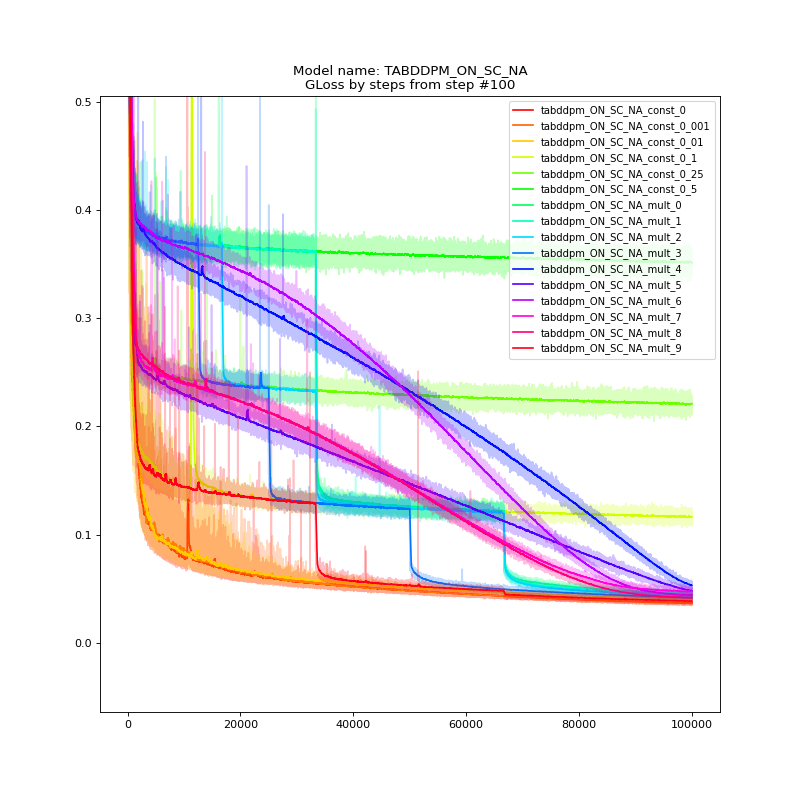 Model name: TABDDPM_ON_SC_NA
GLoss by steps from step #100
0.5
0.4
0.3
0.2
0.1
0.0
0
20000
40000
60000
80000
100000
tabddpm_ON_SC_NA_const_0
tabddpm_ON_SC_NA_const_0_001
tabddpm_ON_SC_NA_const_0_01
tabddpm_ON_SC_NA_const_0_1
tabddpm_ON_SC_NA_const_0_25
tabddpm_ON_SC_NA_const_0_5
tabddpm_ON_SC_NA_mult_0
tabddpm_ON_SC_NA_mult_1
tabddpm_ON_SC_NA_mult_2
tabddpm_ON_SC_NA_mult_3
tabddpm_ON_SC_NA_mult_4
tabddpm_ON_SC_NA_mult_5
tabddpm_ON_SC_NA_mult_6
tabddpm_ON_SC_NA_mult_7
tabddpm_ON_SC_NA_mult_8
tabddpm_ON_SC_NA_mult_9